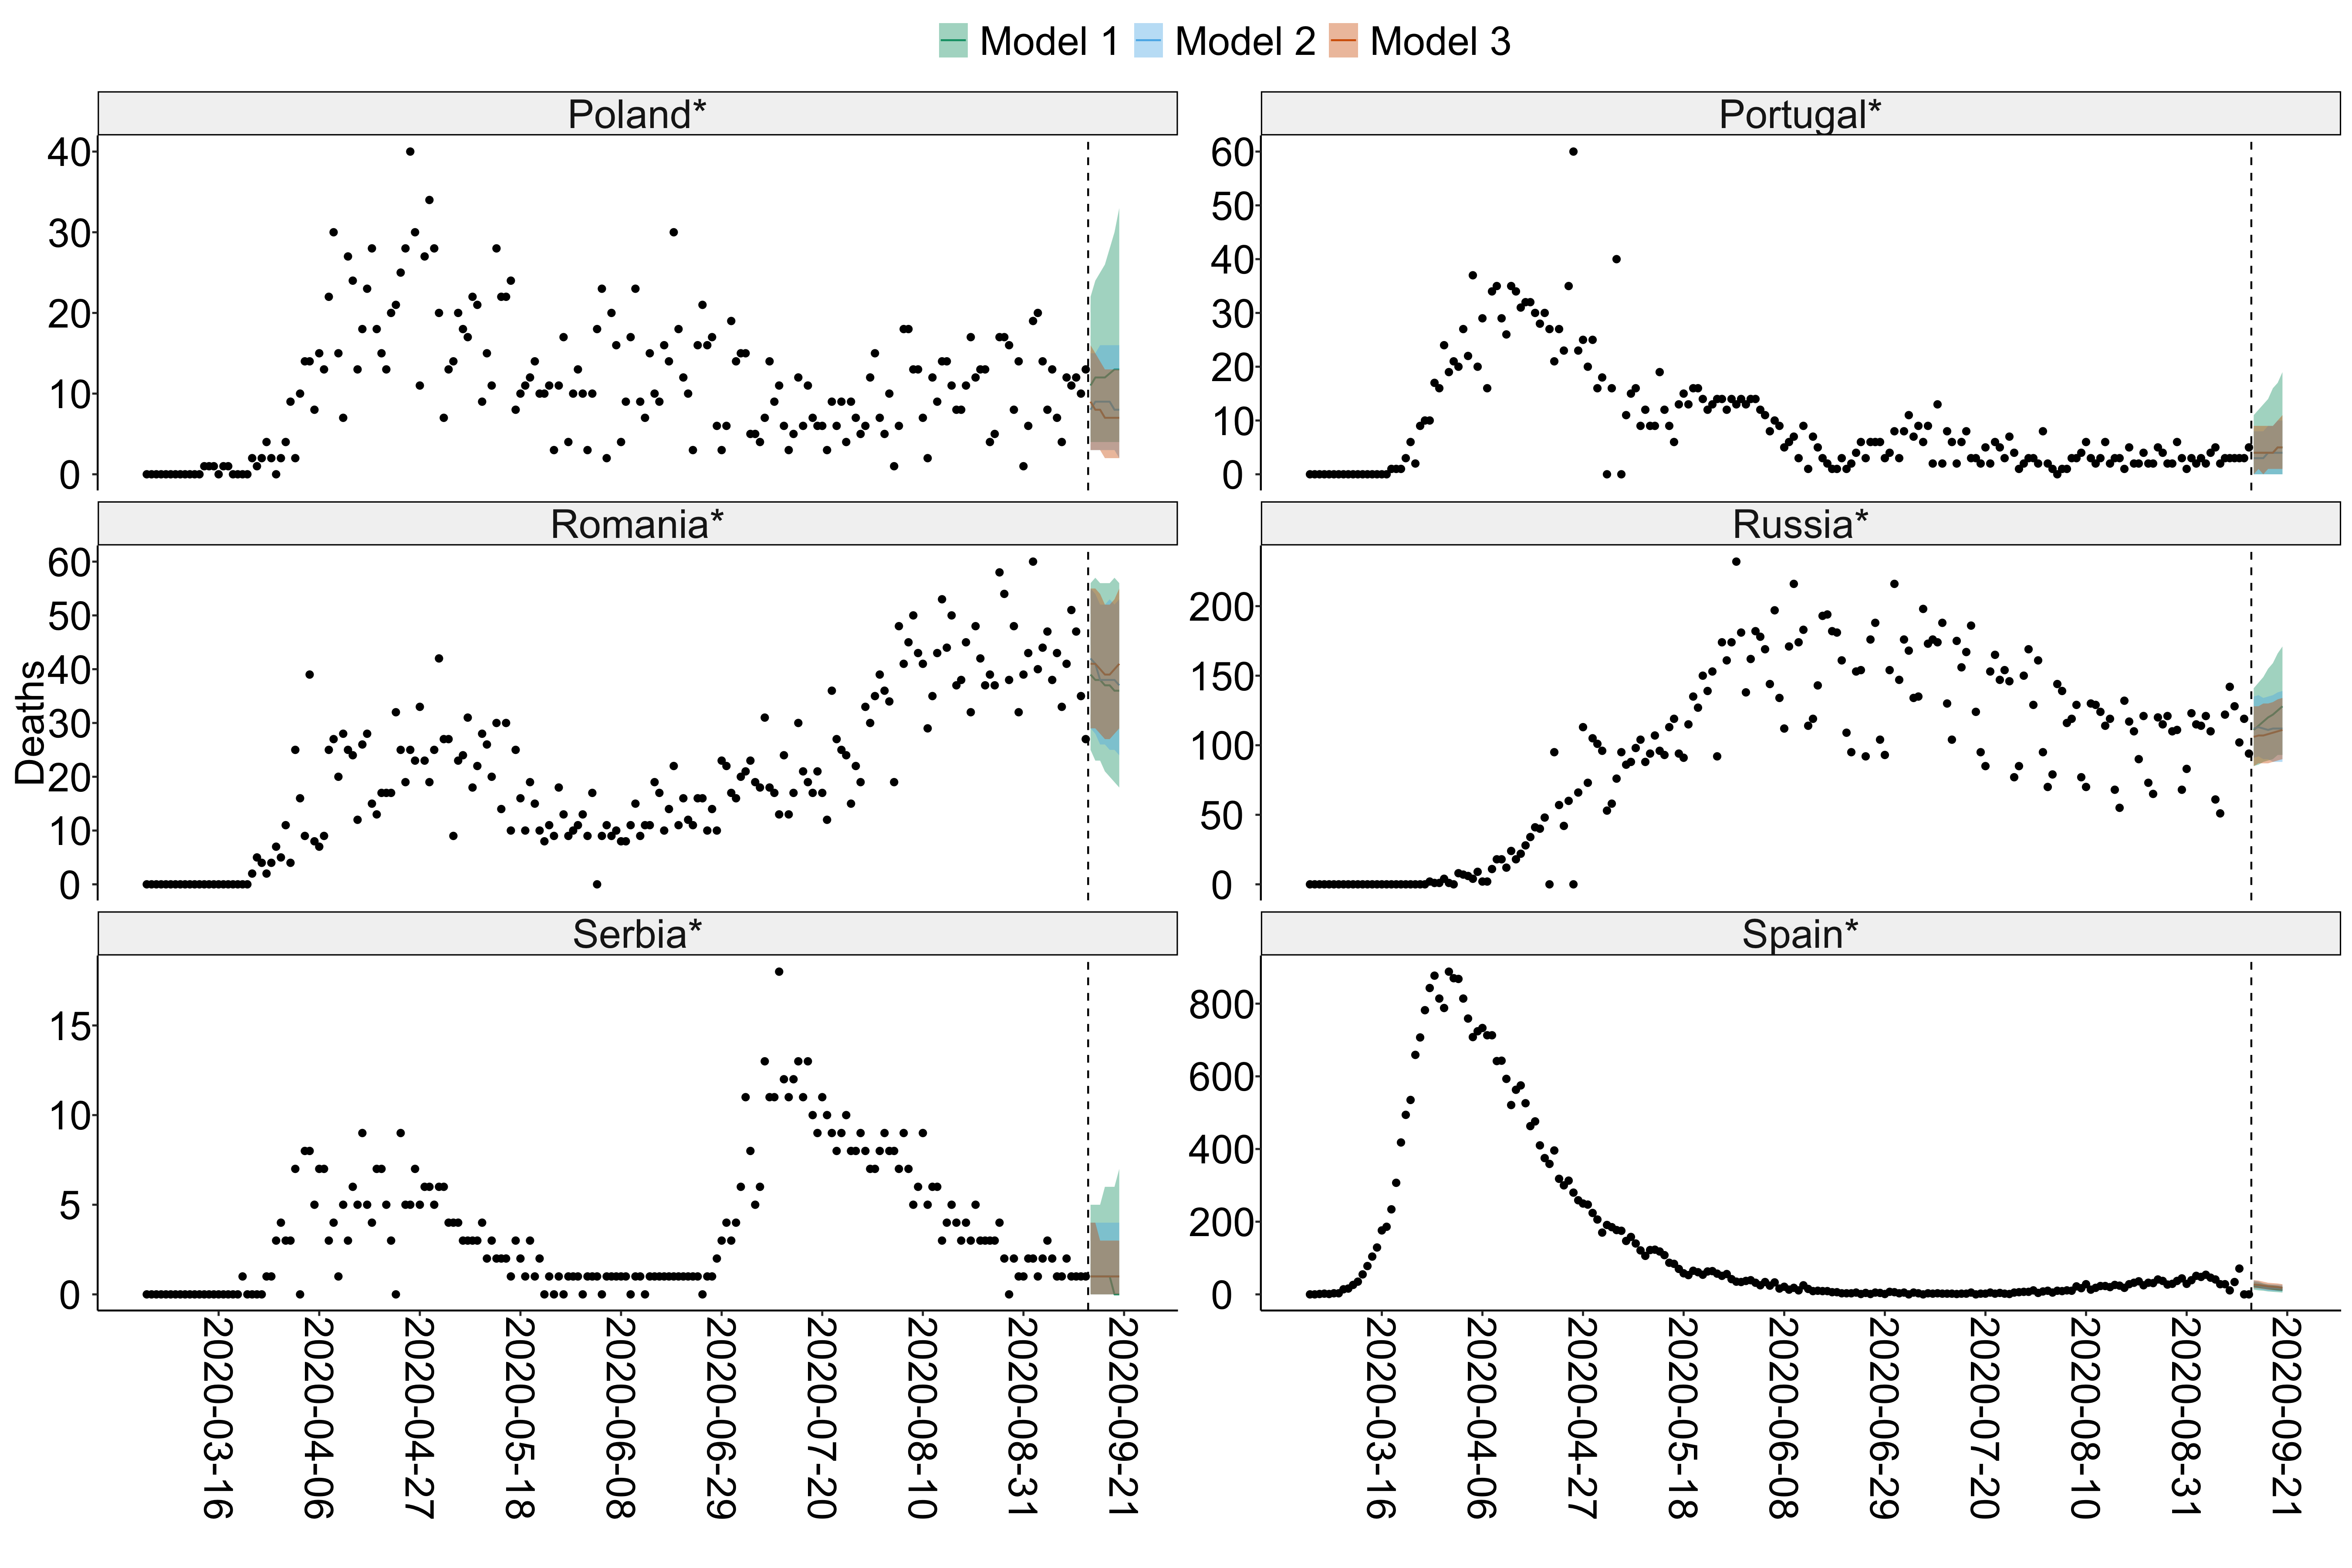 Model 1 Model 2 Model 3
Poland* Portugal*
40 30 20 10 0
60 50 40 30 20 10 0
Romania* Russia*
Deaths
60 50 40 30 20 10 0
200 150 100 50 0
Serbia* Spain*
15 10 5 0
800 600 400 200 0
2020-03-16 2020-04-06 2020-04-27 2020-05-18 2020-06-08 2020-06-29 2020-07-20 2020-08-10 2020-08-31 2020-09-21
2020-03-16 2020-04-06 2020-04-27 2020-05-18 2020-06-08 2020-06-29 2020-07-20 2020-08-10 2020-08-31 2020-09-21